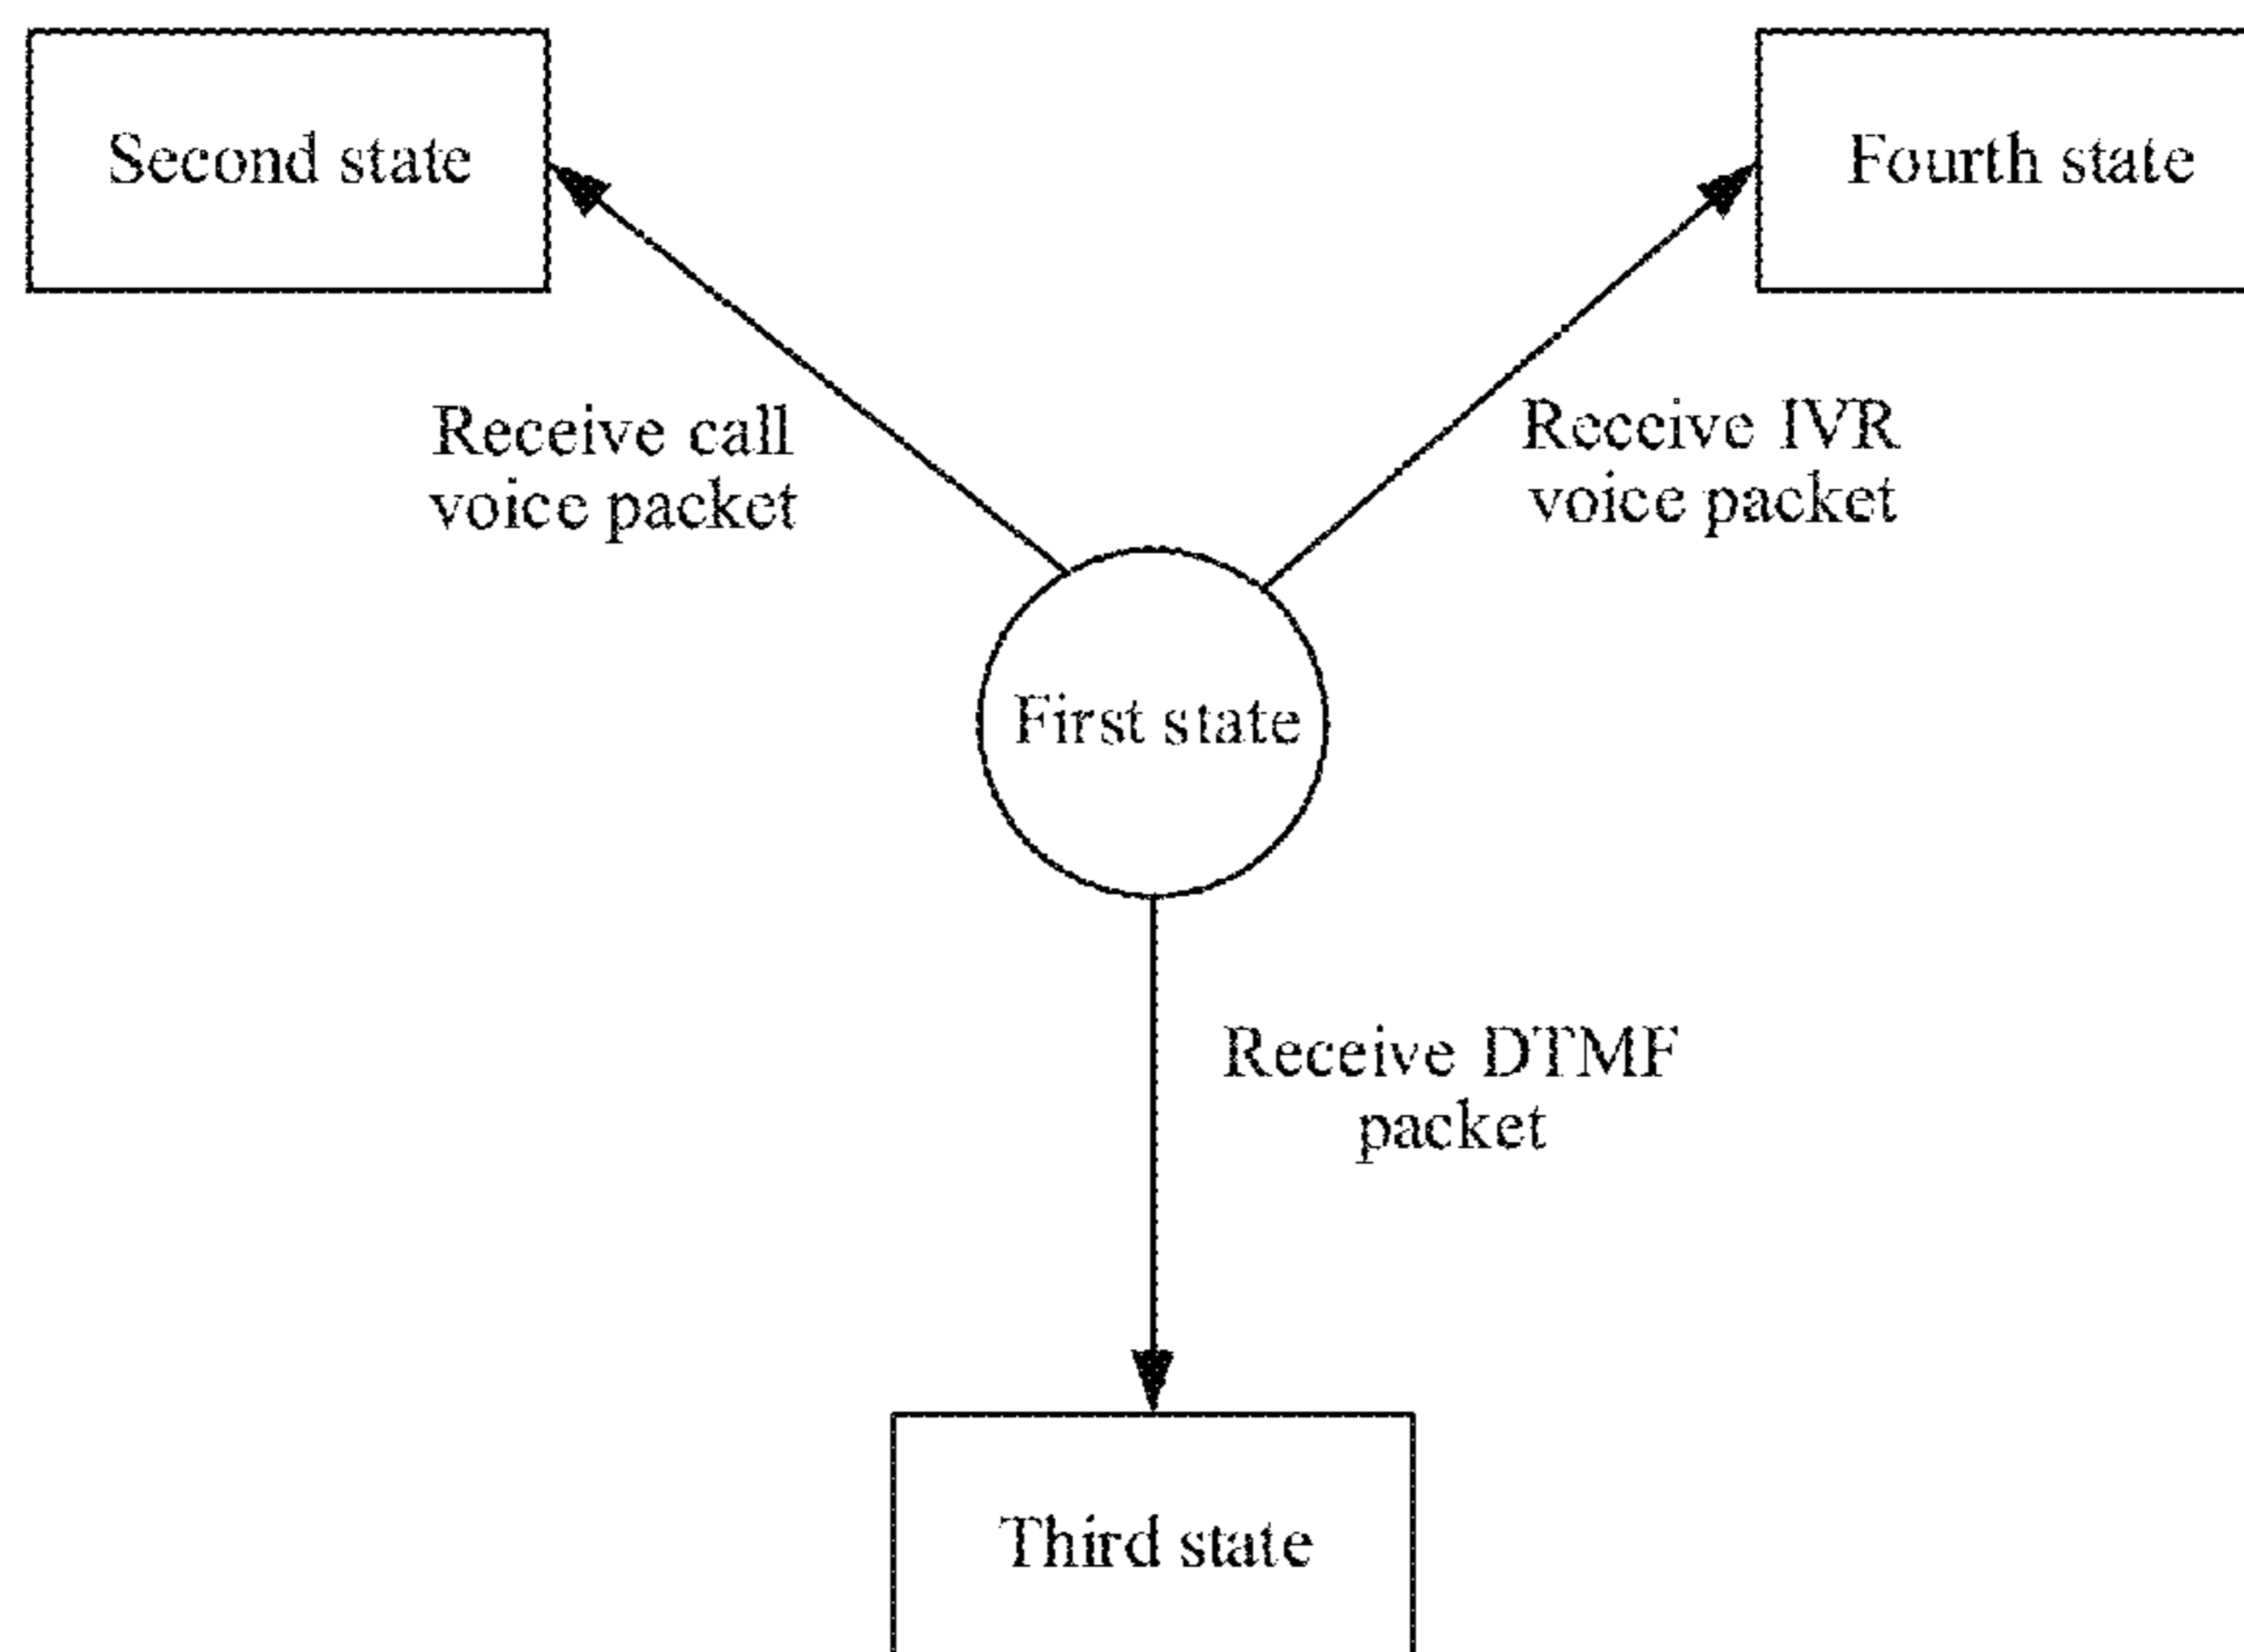 Second state
Fourth state
Receive call
voice packet
Receive IVR
voice packet
First state
Receive DTMF
packet
Third state